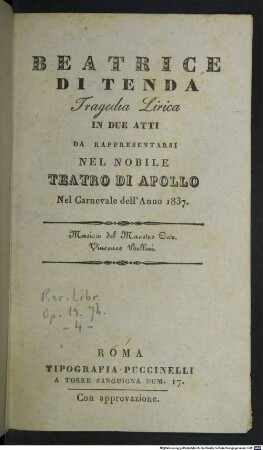 BEATRICE
DI TENDA
Tragedia Lirica
IN DUE ATTI
DA RAPPRESENTARSI
NEL NOBILE
TEATRO DI APOLLO
Nel Carnevale dell'Anno 1837.
Musica del Maestro Cav.
Vincenzo Bellini.
Rar. Libr.
Op. 19. 74.
- 4 -
ROMA
TIPOGRAFIA PUCCINELLI
A TORRE SANGUIGNA NUM. 17.
Con approvazione.